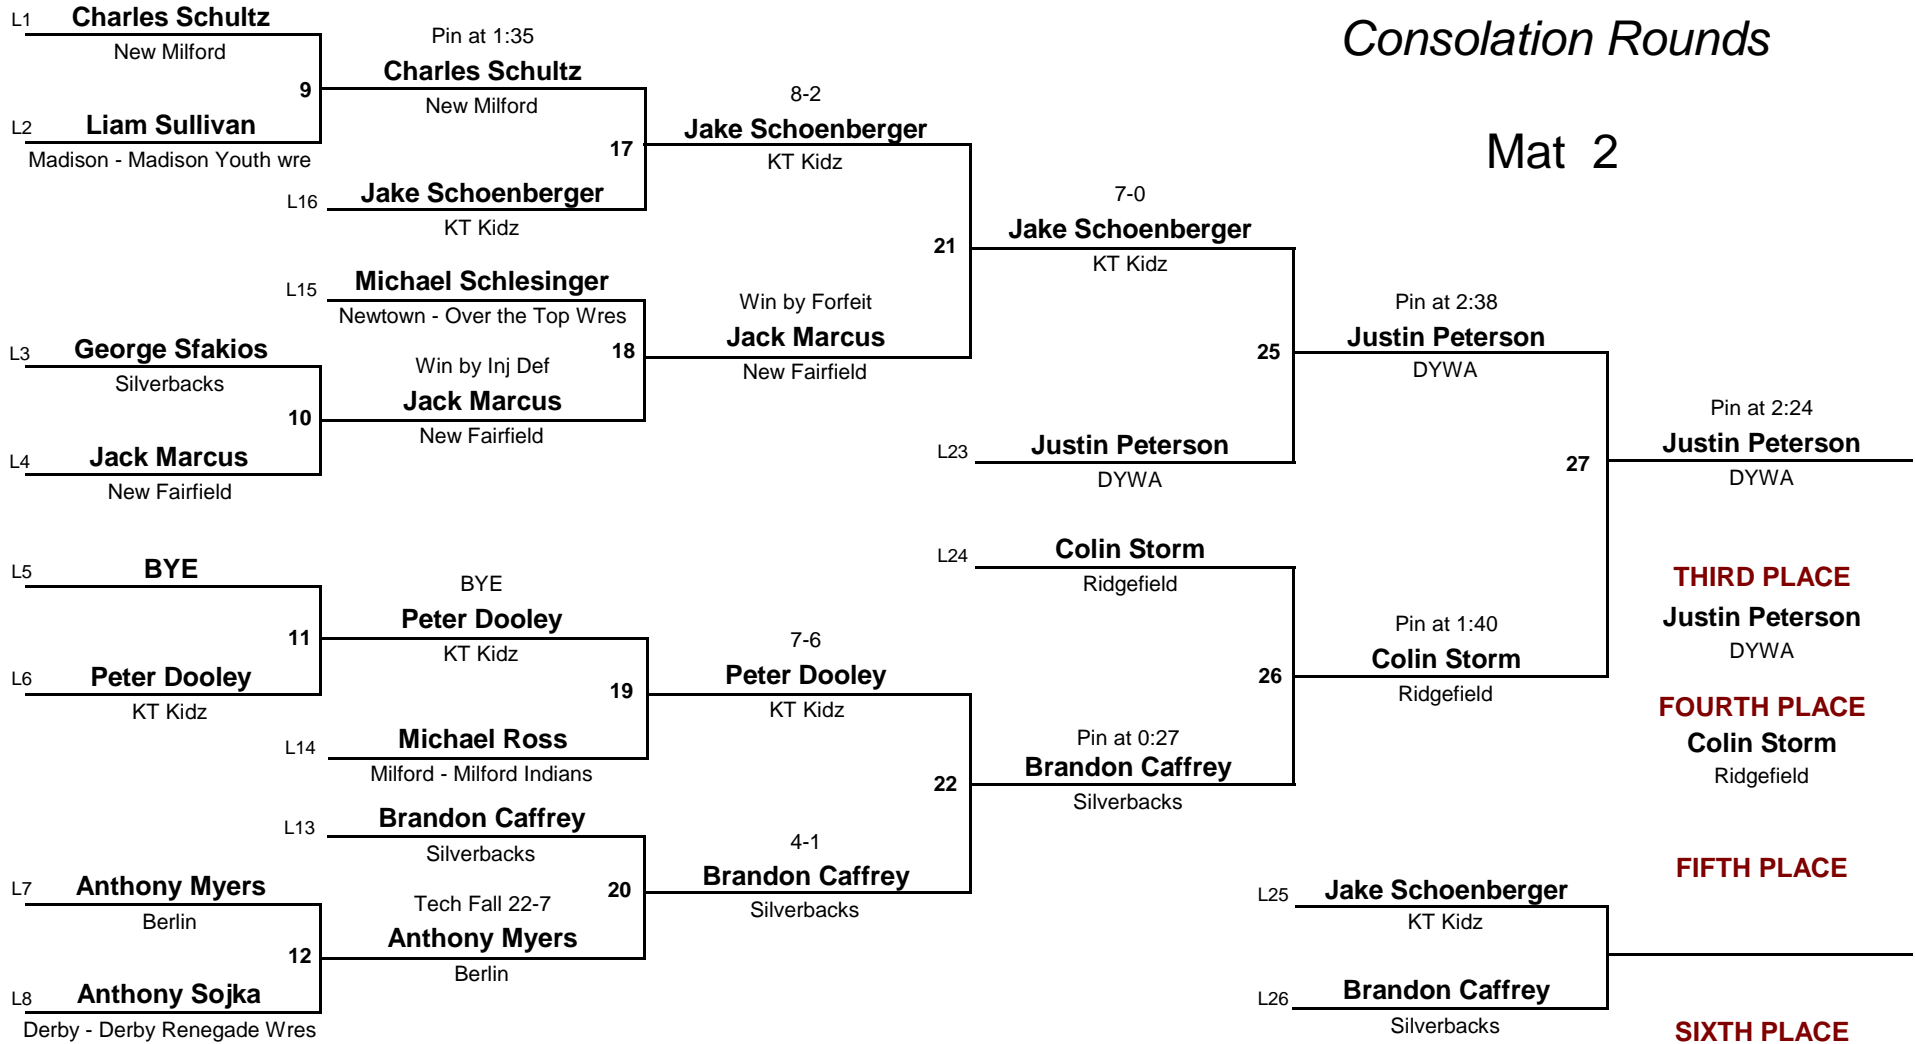 Consolation Rounds
Mat 2
L1 Charles Schultz
New Milford
9
L2 Liam Sullivan
Madison - Madison Youth wre
Pin at 1:35
Charles Schultz
New Milford
17
L16 Jake Schoenberger
KT Kidz
L15 Michael Schlesinger
Newtown - Over the Top Wres
18
L3 George Sfakios
Silverbacks
10
L4 Jack Marcus
New Fairfield
Win by Inj Def
Jack Marcus
New Fairfield
L5 BYE
11
L6 Peter Dooley
KT Kidz
BYE
Peter Dooley
KT Kidz
19
L14 Michael Ross
Milford - Milford Indians
L13 Brandon Caffrey
Silverbacks
20
L7 Anthony Myers
Berlin
12
L8 Anthony Sojka
Derby - Derby Renegade Wres
Tech Fall 22-7
Anthony Myers
Berlin
8-2
Jake Schoenberger
KT Kidz
21
Win by Forfeit
Jack Marcus
New Fairfield
7-6
Peter Dooley
KT Kidz
22
4-1
Brandon Caffrey
Silverbacks
7-0
Jake Schoenberger
KT Kidz
25
L23 Justin Peterson
DYWA
L24 Colin Storm
Ridgefield
26
Pin at 0:27
Brandon Caffrey
Silverbacks
Pin at 2:38
Justin Peterson
DYWA
27
Pin at 1:40
Colin Storm
Ridgefield
Pin at 2:24
Justin Peterson
DYWA
THIRD PLACE
Justin Peterson
DYWA
FOURTH PLACE
Colin Storm
Ridgefield
L25 Jake Schoenberger
KT Kidz
L26 Brandon Caffrey
Silverbacks
FIFTH PLACE
SIXTH PLACE